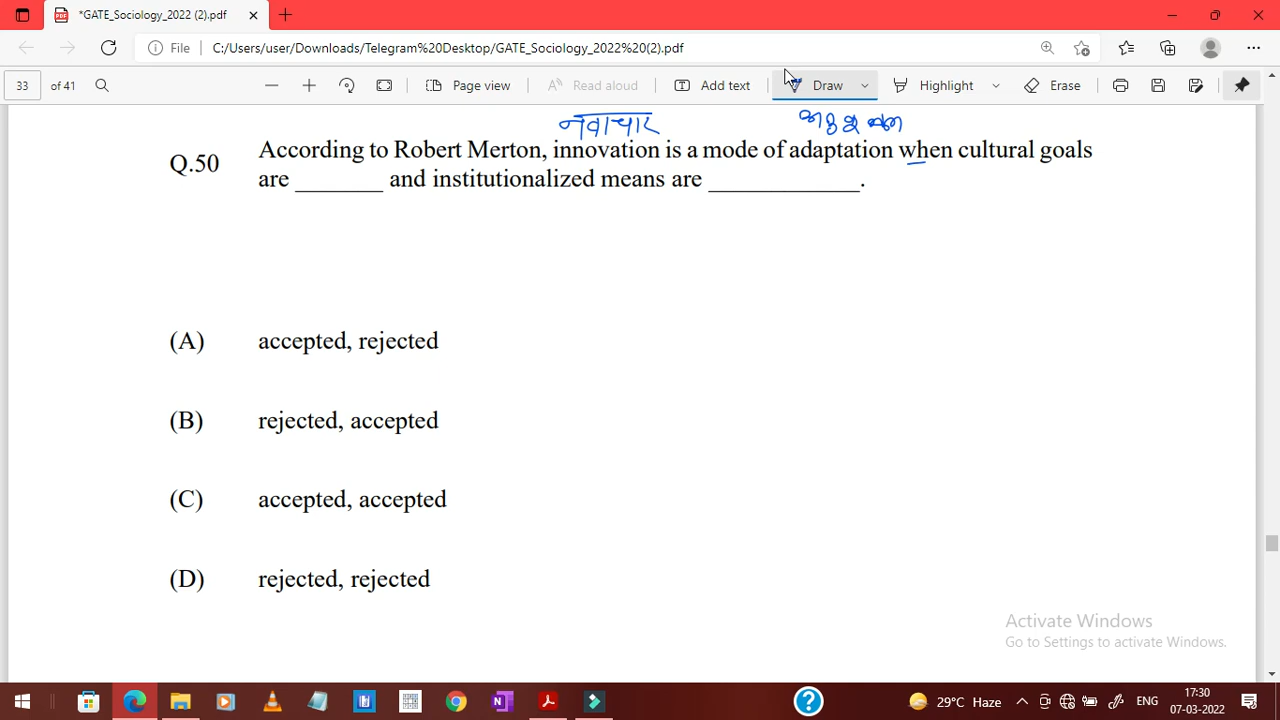 *GATE_Sociology_2022 (2).pdf
File C:/Users/user/Downloads/Telegram%20Desktop/GATE_Sociology_2022%20(2).pdf
33 of 41 Page view Read aloud Add text Draw Highlight Erase
नवाचार
Q.50 According to Robert Merton, innovation is a mode of adaptation when cultural goals
are _______ and institutionalized means are ____________.
(A) accepted, rejected
(B) rejected, accepted
(C) accepted, accepted
(D) rejected, rejected
Activate Windows
Go to Settings to activate Windows.
29°C Haze ENG 17:30
07-03-2022